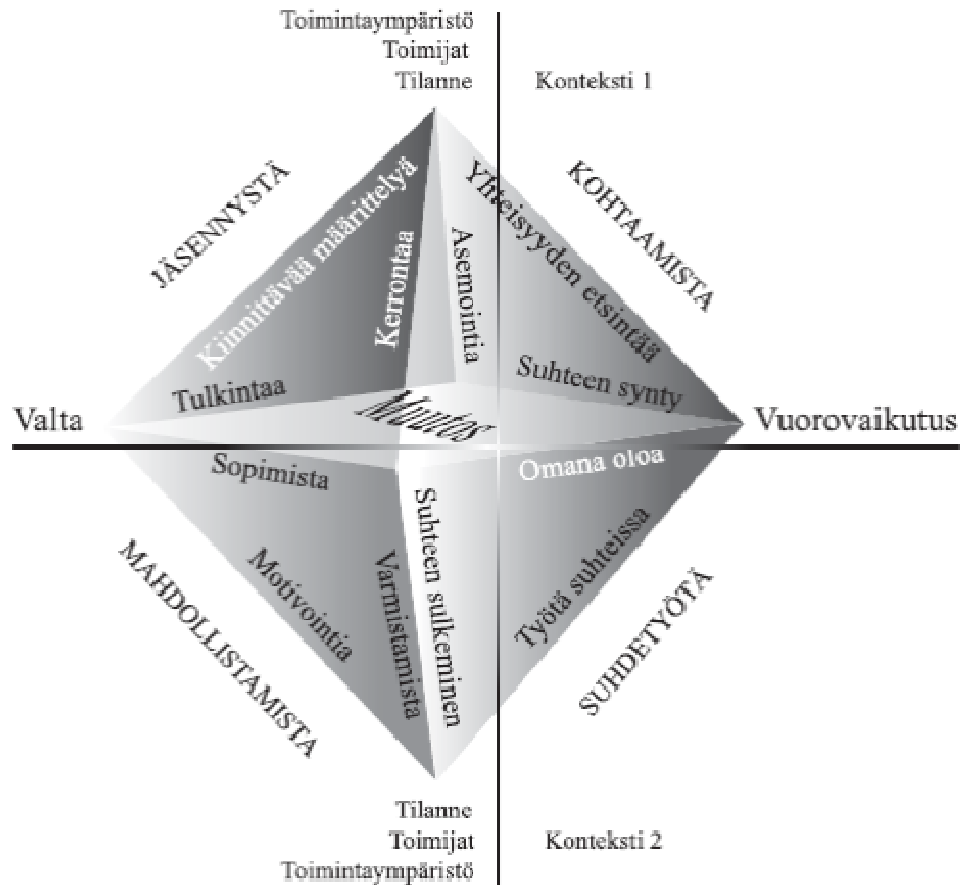 Toimintaympäristö
Toimijat
Tilanne
Konteksti 1
JÄSENNYSTÄ
KOHTAAMISTA
Kiinnittävää määrittelyä
Kerrontaa
Tulkintaa
Asemointia
Yhteisyyden etsintää
Suhteen synty
Valta
Muutos
Vuorovaikutus
Sopimista
Motivointia
Varmistamista
Suhteen sulkeminen
Omana oloa
Työtä suhteissa
MAHDOLLISTAMISTA
SUHDETYÖTÄ
Tilanne
Toimijat
Toimintaympäristö
Konteksti 2